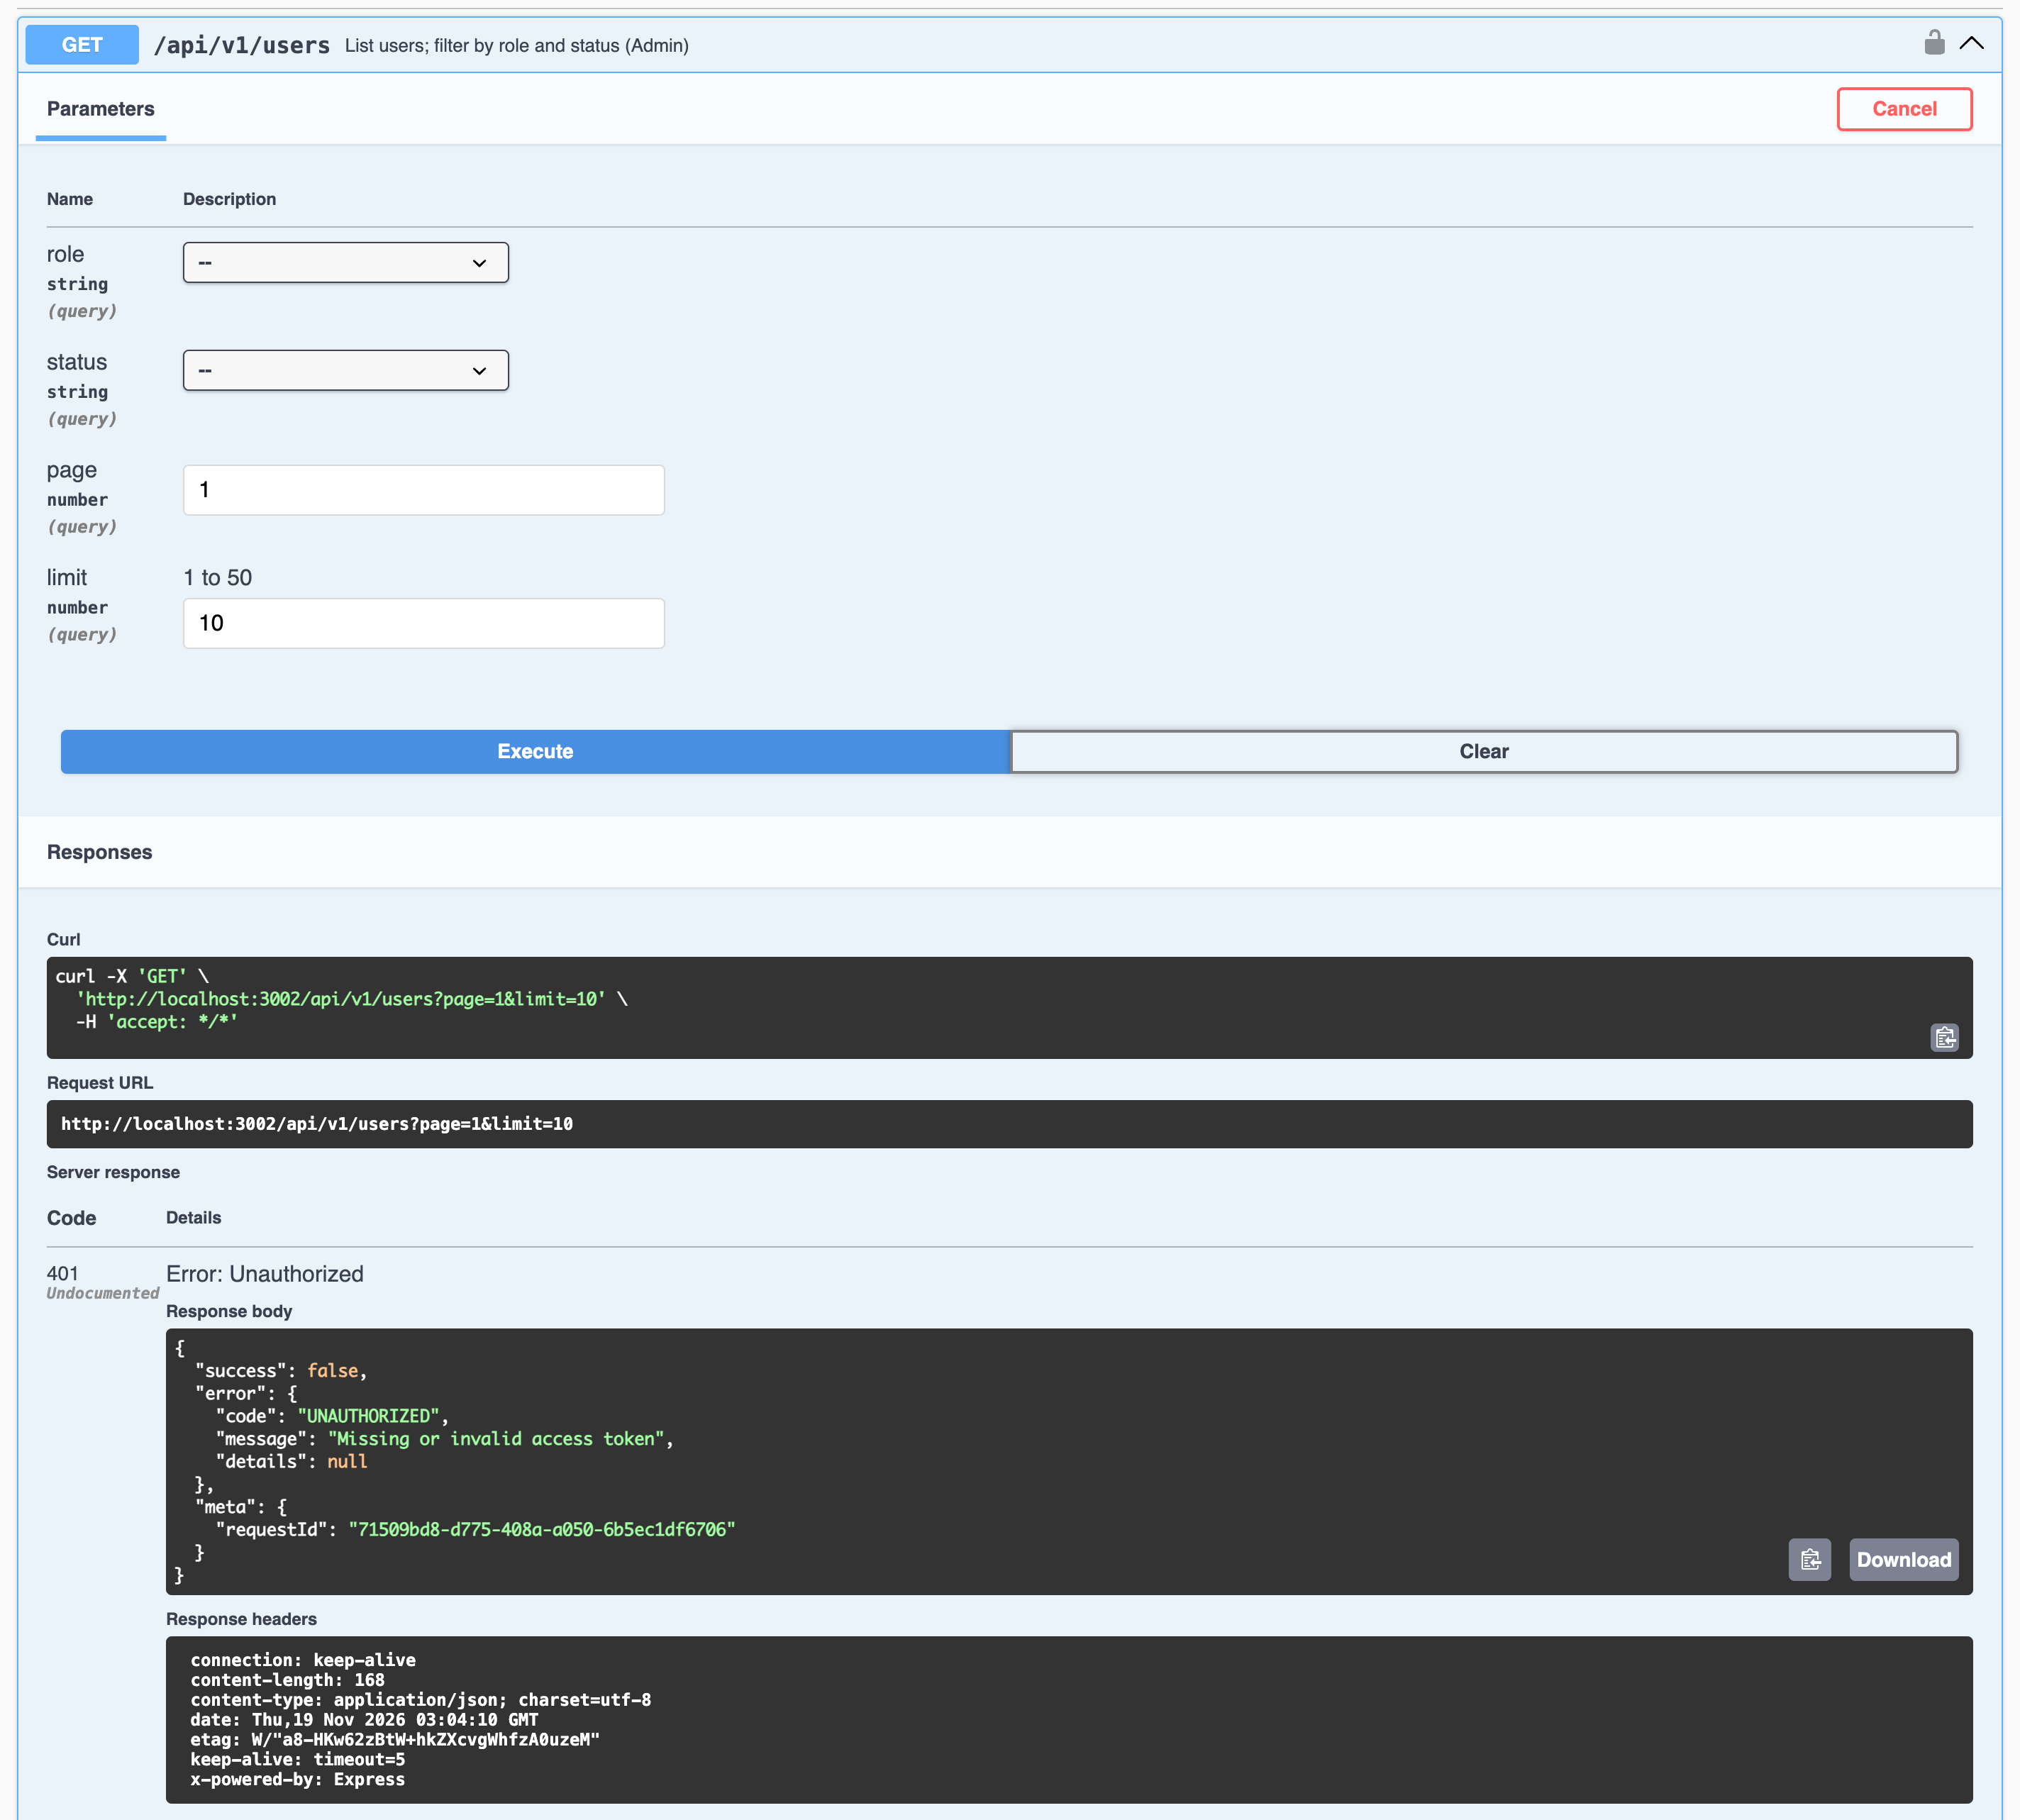 GET /api/v1/users List users; filter by role and status (Admin)
Parameters
Cancel
Name Description
role
string
(query)
--
status
string
(query)
--
page
number
(query)
1
limit
number
(query)
1 to 50
10
Execute
Clear
Responses
Curl
curl -X 'GET' \
'http://localhost:3002/api/v1/users?page=1&limit=10' \
-H 'accept: */*'
Request URL
http://localhost:3002/api/v1/users?page=1&limit=10
Server response
Code Details
401
Undocumented
Error: Unauthorized
Response body
{
"success": false,
"error": {
"code": "UNAUTHORIZED",
"message": "Missing or invalid access token",
"details": null
},
"meta": {
"requestId": "71509bd8-d775-408a-a050-6b5ec1df6706"
}
}
Download
Response headers
connection: keep-alive
content-length: 168
content-type: application/json; charset=utf-8
date: Thu,19 Nov 2026 03:04:10 GMT
etag: W/"a8-HKw62zBtW+hkZXcvgWhfzA0uzeM"
keep-alive: timeout=5
x-powered-by: Express